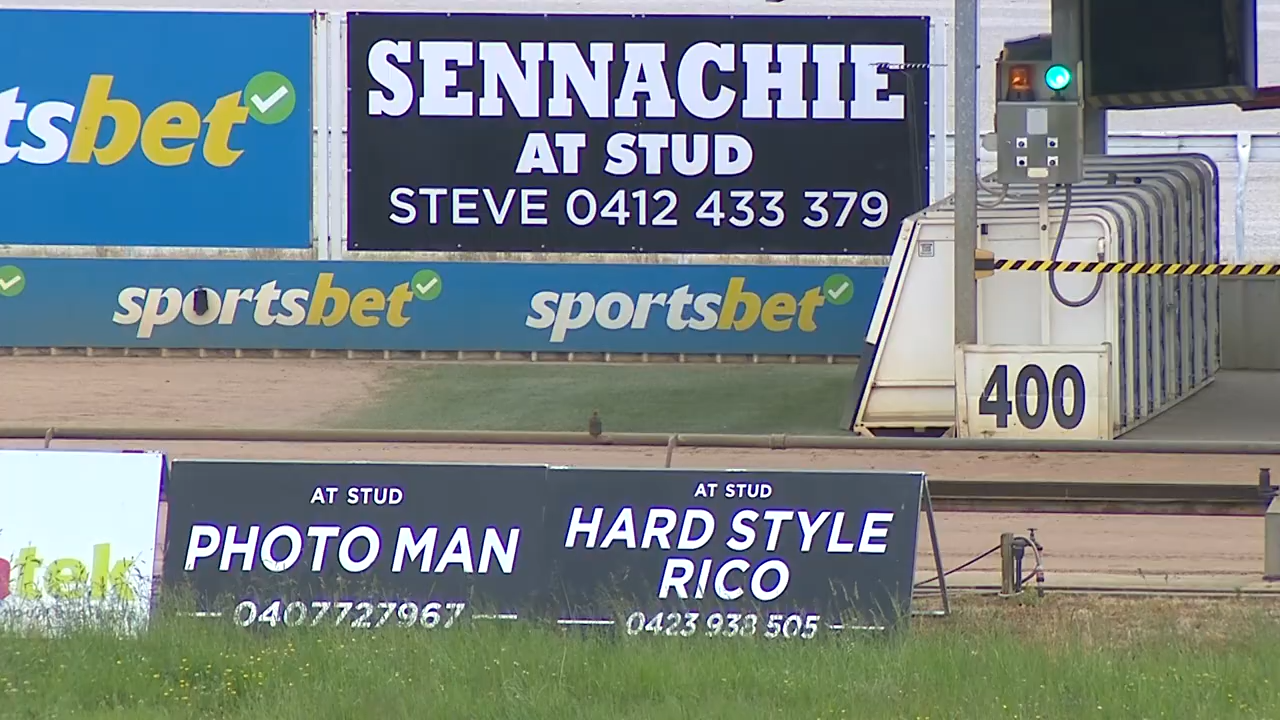 tsbet
SENNACHIE
AT STUD
STEVE 0412 433 379
sportsbet
sportsbet
400
AT STUD
PHOTO MAN
0407727967
AT STUD
HARD STYLE
RICO
0423 938 505
tek